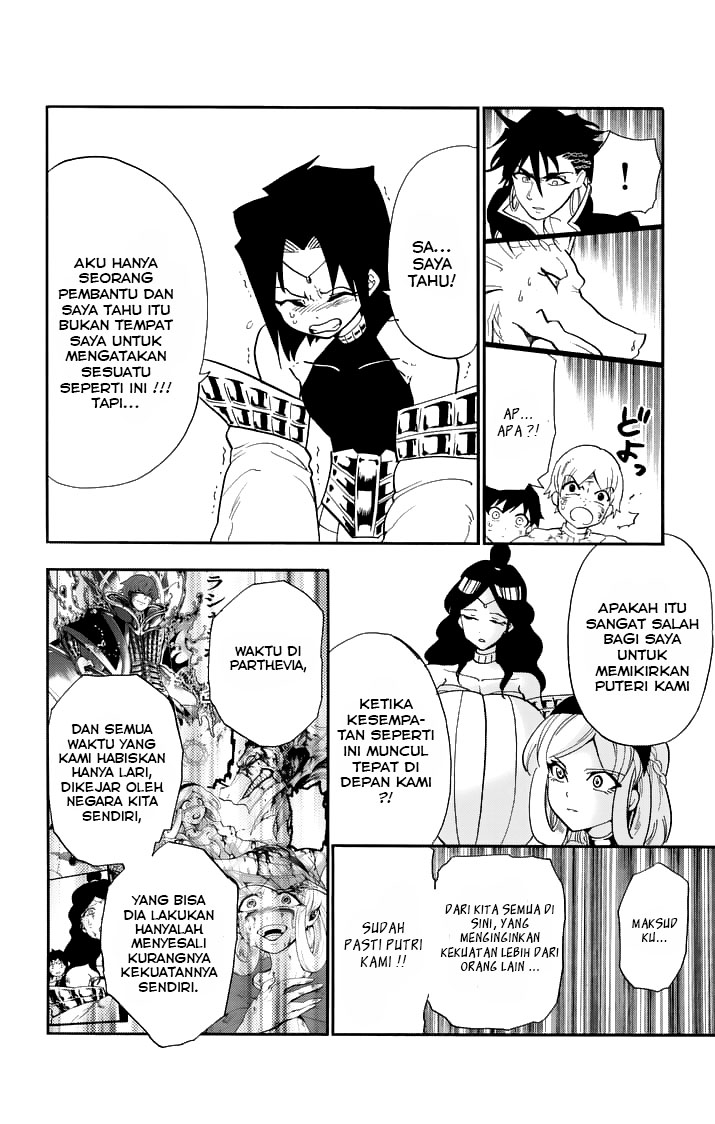 !
AP...
APA ?!
どよっ
SA...
SAYA
TAHU!
AKU HANYA
SEORANG
PEMBANTU DAN
SAYA TAHU ITU
BUKAN TEMPAT
SAYA UNTUK
MENGATAKAN
SESUATU
SEPERTI INI !!!
TAPI...
APAKAH ITU
SANGAT SALAH
BAGI SAYA
UNTUK
MEMIKIRKAN
PUTERI KAMI
KETIKA
KESEMPA-
TAN SEPERTI
INI MUNCUL
TEPAT DI
DEPAN KAMI
?!
WAKTU DI
PARTHEVIA,
DAN SEMUA
WAKTU YANG
KAMI HABISKAN
HANYA LARI,
DIKEJAR OLEH
NEGARA KITA
SENDIRI,
YANG BISA
DIA LAKUKAN
HANYALAH
MENYESALI
KURANGNYA
KEKUATANNYA
SENDIRI.
MAKSUD
KU...
DARI KITA SEMUA DI
SINI, YANG
MENGINGINKAN
KEKUATAN LEBIH DARI
ORANG LAIN ...
SUDAH
PASTI PUTRI
KAMI !!